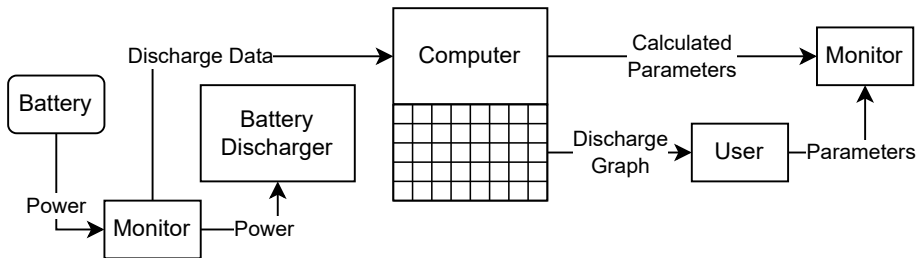 Discharge Data
Computer
Calculated
Parameters
Monitor
Battery
Battery
Discharger
Discharge
Graph
User
Parameters
Power
Monitor
Power